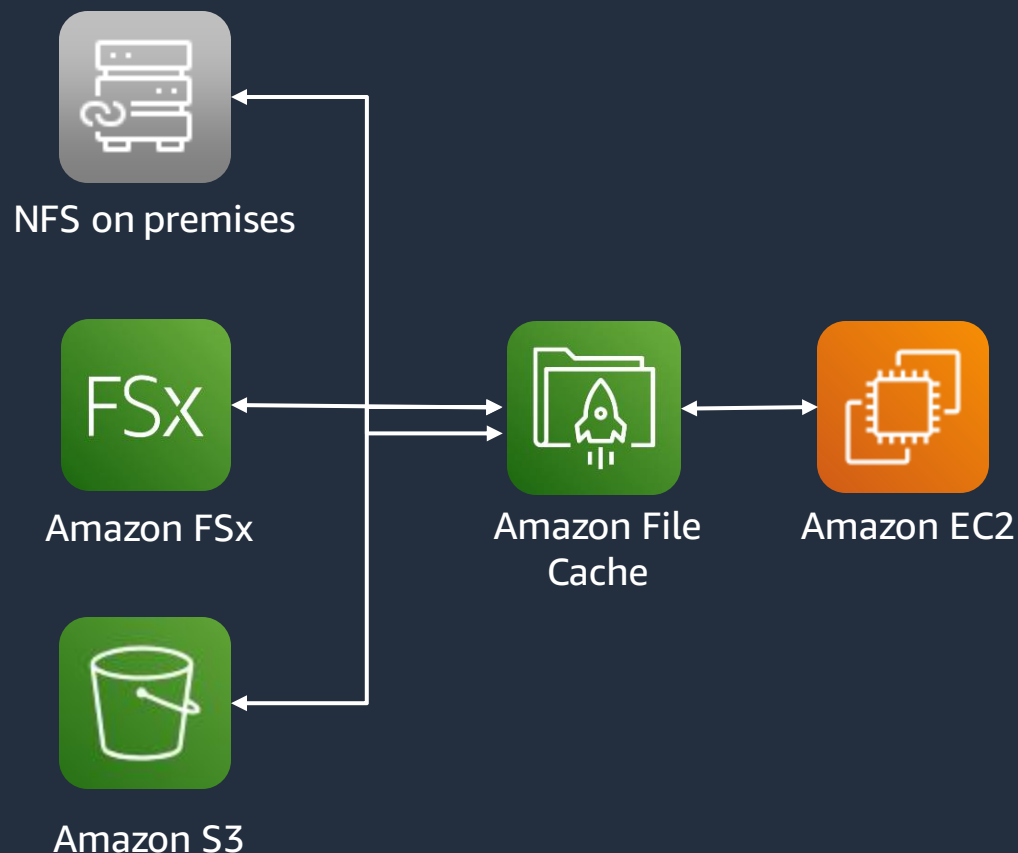 NFS on premises
FSx
Amazon FSx
Amazon File
Cache
Amazon EC2
Amazon S3